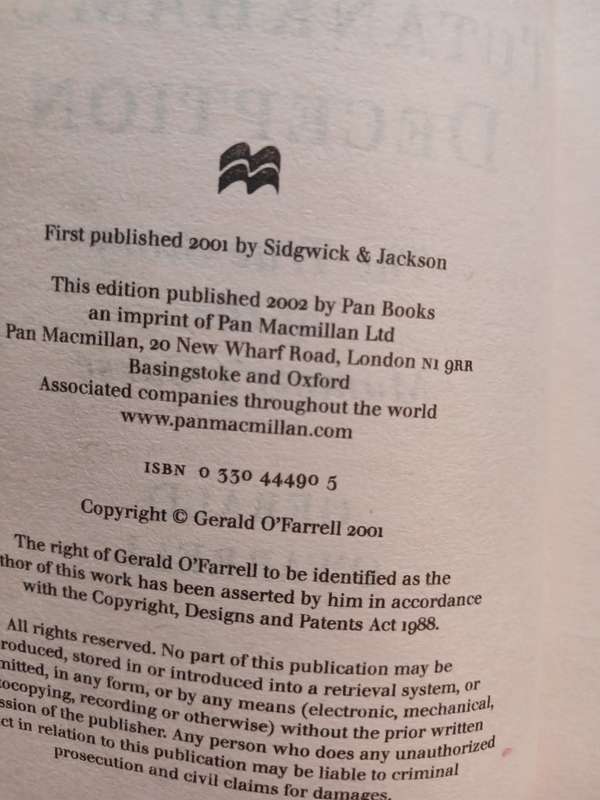 First published 2001 by Sidgwick & Jackson
This edition published 2002 by Pan Books
an imprint of Pan Macmillan Ltd
Pan Macmillan, 20 New Wharf Road, London N1 9RR
Basingstoke and Oxford
Associated companies throughout the world
www.panmacmillan.com
ISBN 0 330 44490 5
Copyright © Gerald O'Farrell 2001
The right of Gerald O'Farrell to be identified as the
thor of this work has been asserted by him in accordance
with the Copyright, Designs and Patents Act 1988.
All rights reserved. No part of this publication may be
roduced, stored in or introduced into a retrieval system, or
mitted, in any form, or by any means (electronic, mechanical,
tocopying, recording or otherwise) without the prior written
ssion of the publisher. Any person who does any unauthorized
ct in relation to this publication may be liable to criminal
prosecution and civil claims for damages.